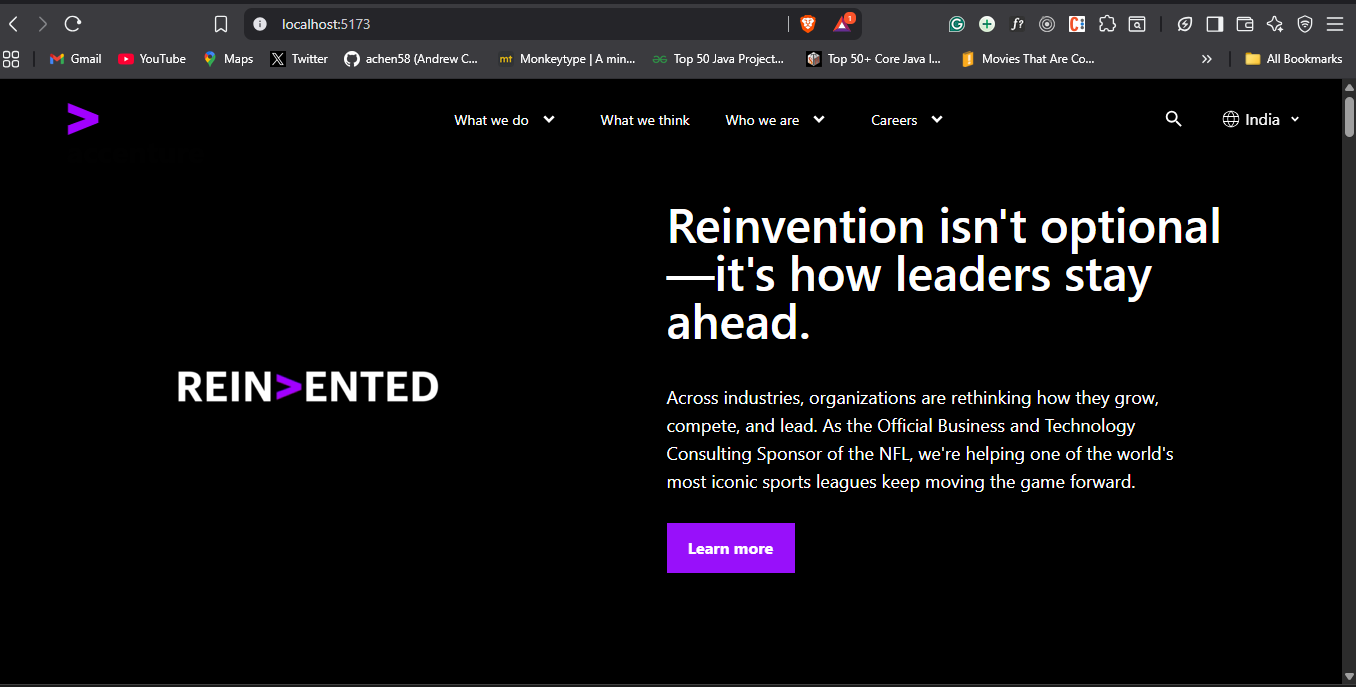 localhost:5173
1
f?
Gmail
YouTube
Maps
Twitter
achen58 (Andrew C...
mt Monkeytype | A min...
Top 50 Java Project...
Top 50+ Core Java I...
Movies That Are Co...
»
All Bookmarks
>
What we do
What we think
Who we are
Careers
India
Reinvention isn't optional
—it's how leaders stay
ahead.
REIN>ENTED
Across industries, organizations are rethinking how they grow,
compete, and lead. As the Official Business and Technology
Consulting Sponsor of the NFL, we're helping one of the world's
most iconic sports leagues keep moving the game forward.
Learn more